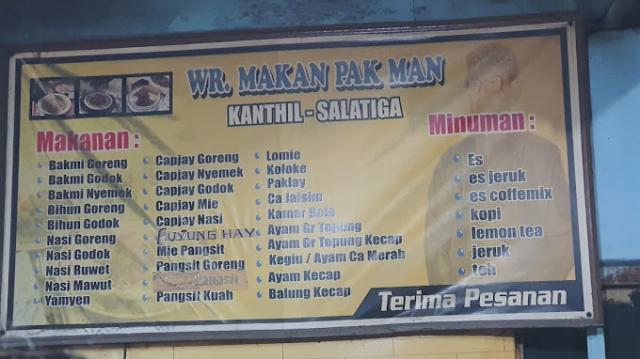 WR. MAKAN PAK MAN
KANTHIL - SALATIGA
Makanan :
Bakmi Goreng
Bakmi Godok
Bakmi Nyemek
Bihun Goreng
Bihun Godok
Nasi Goreng
Nasi Godok
Nasi Ruwet
Nasi Mawut
Yamyen
Capjay Goreng
Capjay Nyemek
Capjay Godok
Capjay Mie
Capjay Nasi
FUYUNG HAY
Mie Pangsit
Pangsit Goreng
Pangsit Kuah
Lomie
Koloke
Paklay
Ca Jaisim
Kamar Bola
Ayam Gr Tepung
Ayam Gr Tepung Kecap
Kegiu / Ayam Ca Merah
Ayam Kecap
Balung Kecap
Minuman :
Es
es jeruk
es coffemix
kopi
lemon tea
jeruk
teh
Terima Pesanan